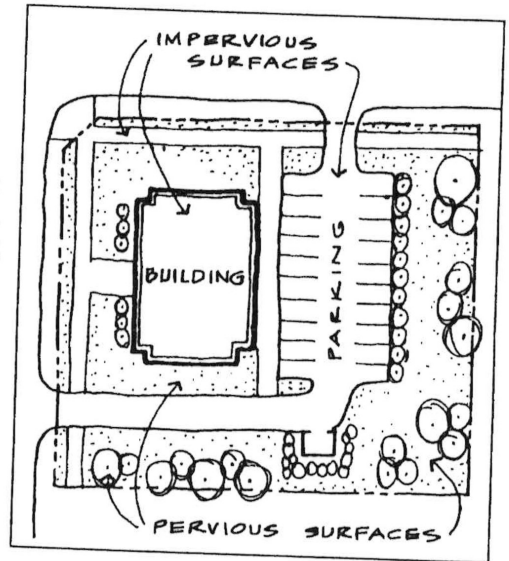 IMPERVIOUS
SURFACES
BUILDING
PARKING
PERVIOUS SURFACES